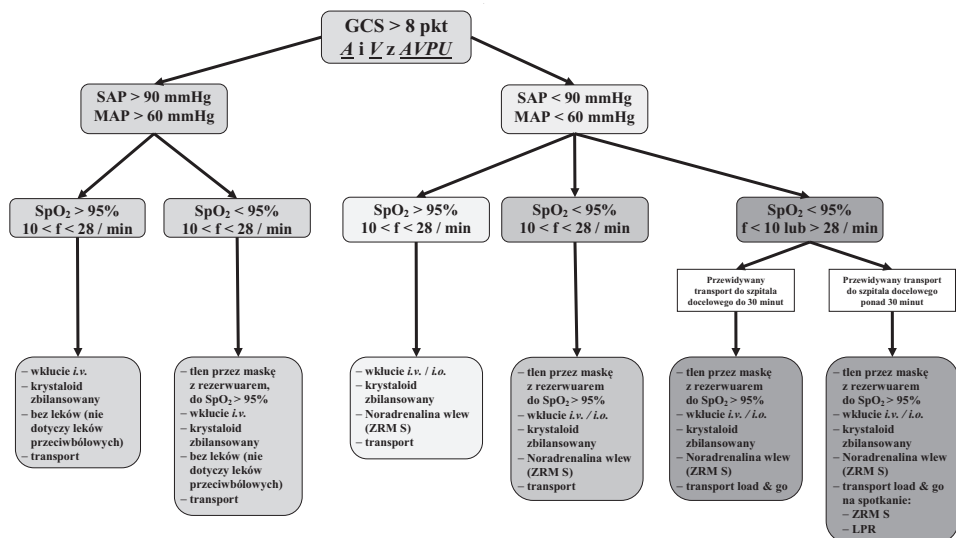 GCS > 8 pkt
A i V z AVPU
SAP > 90 mmHg
MAP > 60 mmHg
SAP < 90 mmHg
MAP < 60 mmHg
SpO₂ > 95%
10 < f < 28 / min
SpO₂ < 95%
10 < f < 28 / min
SpO₂ > 95%
10 < f < 28 / min
SpO₂ < 95%
10 < f < 28 / min
SpO₂ < 95%
f < 10 lub > 28 / min
Przewidywany
transport do szpitala
docelowego do 30 minut
Przewidywany transport
do szpitala docelowego
ponad 30 minut
– wkłucie i.v.
– krystaloid
zbilansowany
– bez leków (nie
dotyczy leków
przeciwbólowych)
– transport
– tlen przez maskę
z rezerwuarem,
do SpO₂ > 95%
– wkłucie i.v.
– krystaloid
zbilansowany
– bez leków (nie
dotyczy leków
przeciwbólowych)
– transport
– wkłucie i.v. / i.o.
– krystaloid
zbilansowany
– Noradrenalina wlew
(ZRM S)
– transport
– tlen przez maskę
z rezerwuarem
do SpO₂ > 95%
– wkłucie i.v. / i.o.
– krystaloid
zbilansowany
– Noradrenalina wlew
(ZRM S)
– transport
– tlen przez maskę
z rezerwuarem
do SpO₂ > 95%
– wkłucie i.v. / i.o.
– krystaloid
zbilansowany
– Noradrenalina wlew
(ZRM S)
– transport load & go
– tlen przez maskę
z rezerwuarem
do SpO₂ > 95%
– wkłucie i.v. / i.o.
– krystaloid
zbilansowany
– Noradrenalina wlew
(ZRM S)
– transport load & go
na spotkanie:
– ZRM S
– LPR